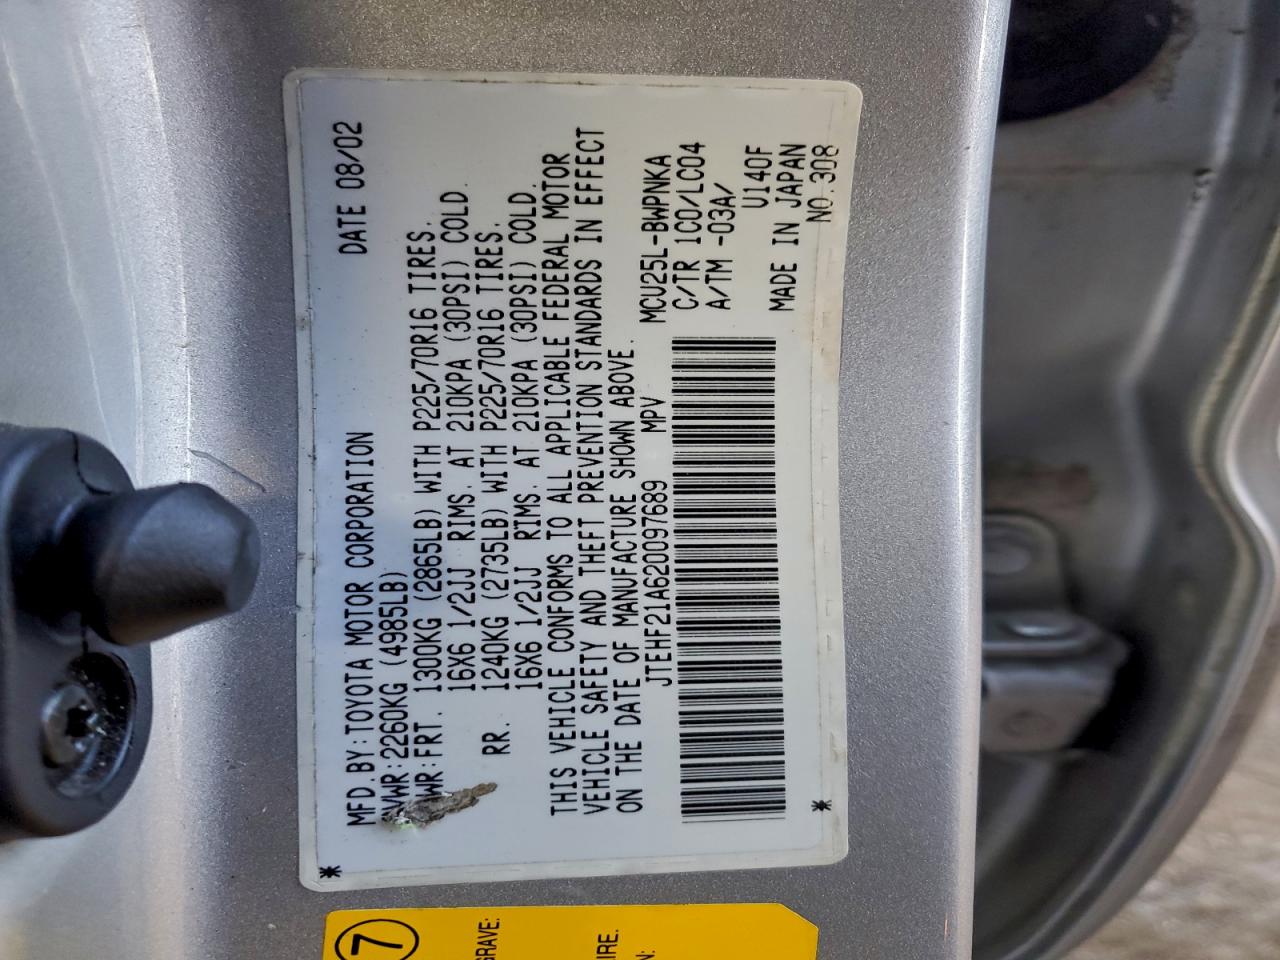 MFD. BY: TOYOTA MOTOR CORPORATION DATE 08/02
GVWR: 2260KG (4985LB)
GAWR: FRT. 1300KG (2865LB) WITH P225/70R16 TIRES.
16X6 1/2JJ RIMS. AT 210KPA (30PSI) COLD.
RR. 1240KG (2735LB) WITH P225/70R16 TIRES.
16X6 1/2JJ RIMS. AT 210KPA (30PSI) COLD.
THIS VEHICLE CONFORMS TO ALL APPLICABLE FEDERAL MOTOR
VEHICLE SAFETY AND THEFT PREVENTION STANDARDS IN EFFECT
ON THE DATE OF MANUFACTURE SHOWN ABOVE.
JTEHF21A620097689 MPV
MCU25L-BWPNKA
C/TR 1C0/LC04
A/TM -03A/
U140F
MADE IN JAPAN
NO. 308
7
GRAVE: